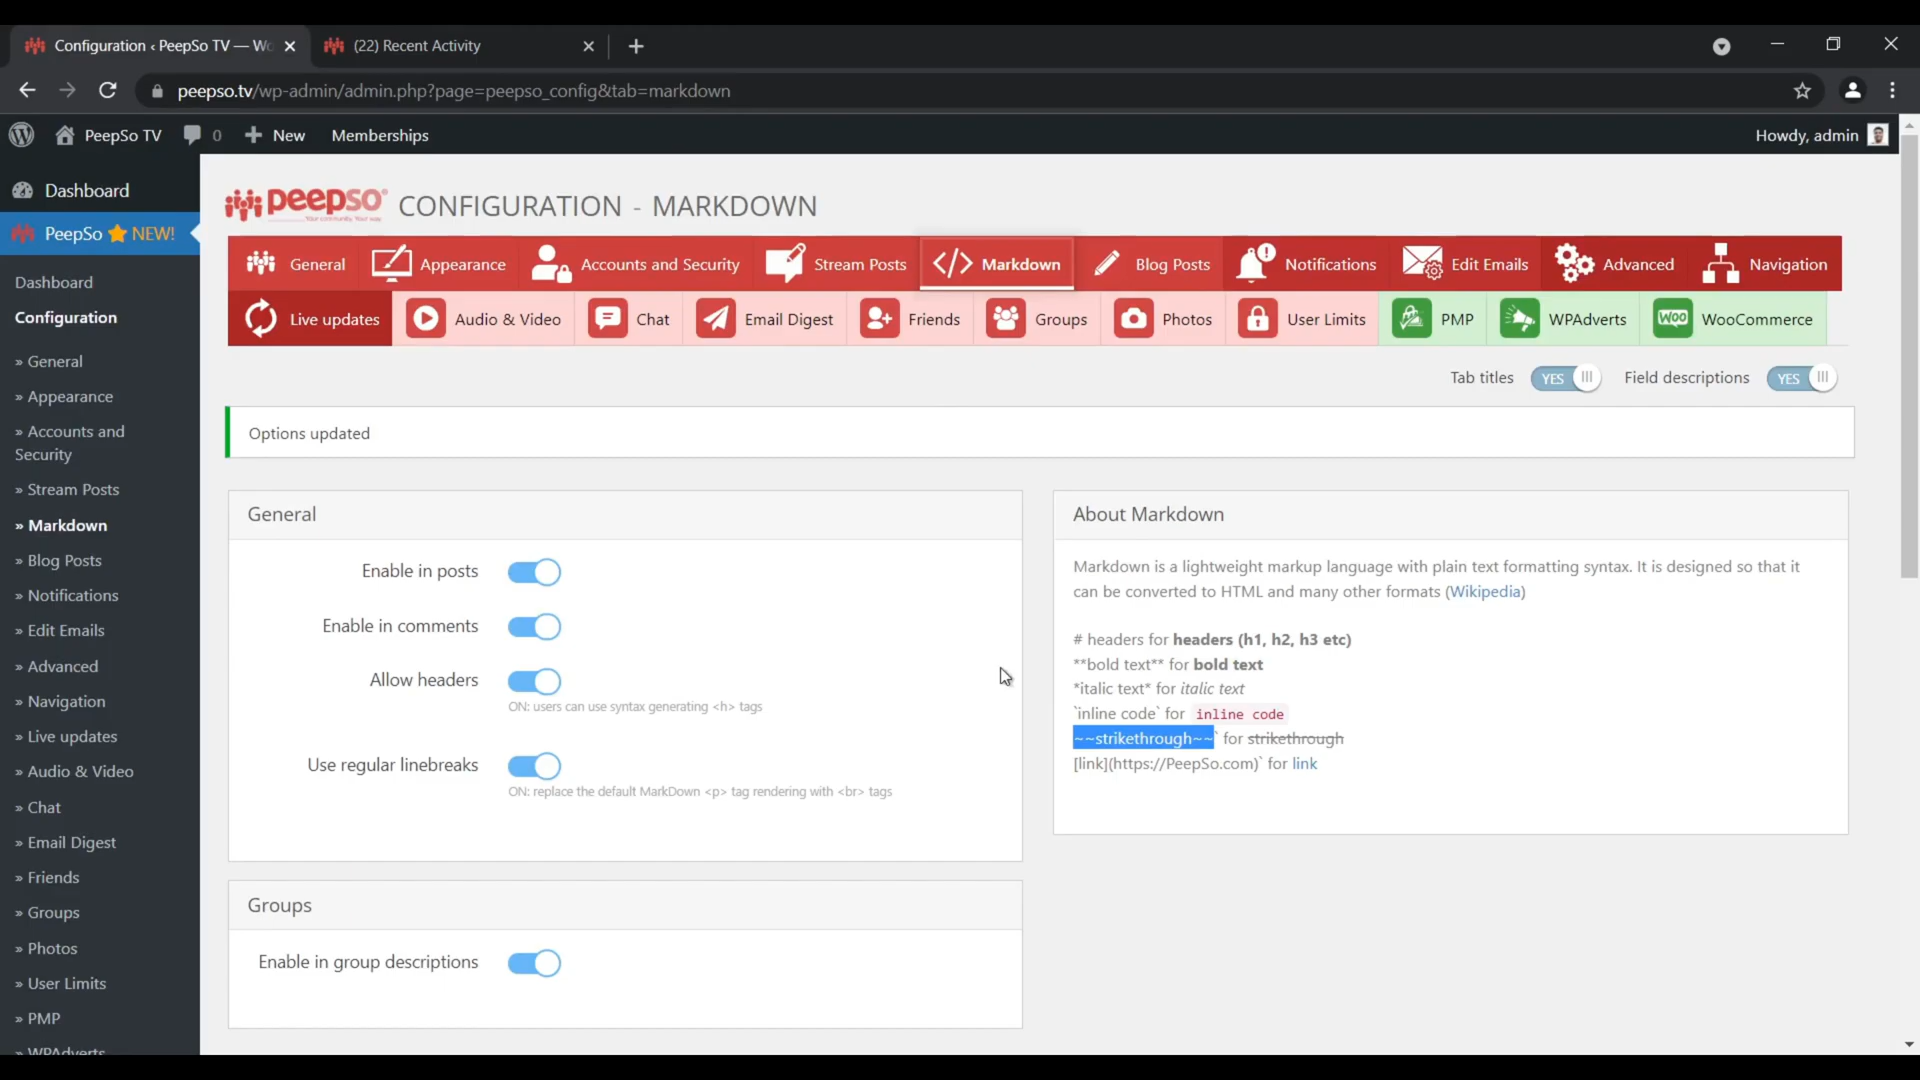 Configuration ‹ PeepSo TV — Wo
(22) Recent Activity
peepso.tv/wp-admin/admin.php?page=peepso_config&tab=markdown
PeepSo TV 0 New Memberships
Howdy, admin
Dashboard
PeepSo NEW!
Dashboard
Configuration
» General
» Appearance
» Accounts and
Security
» Stream Posts
» Markdown
» Blog Posts
» Notifications
» Edit Emails
» Advanced
» Navigation
» Live updates
» Audio & Video
» Chat
» Email Digest
» Friends
» Groups
» Photos
» User Limits
» PMP
» WPAdverts
peepso® CONFIGURATION - MARKDOWN
Your community. Your way.
General Appearance Accounts and Security Stream Posts Markdown Blog Posts Notifications Edit Emails Advanced Navigation
Live updates Audio & Video Chat Email Digest Friends Groups Photos User Limits PMP WPAdverts WOO WooCommerce
Tab titles YES Field descriptions YES
Options updated
General
Enable in posts
Enable in comments
Allow headers
ON: users can use syntax generating <h> tags
Use regular linebreaks
ON: replace the default MarkDown <p> tag rendering with <br> tags
Groups
Enable in group descriptions
About Markdown
Markdown is a lightweight markup language with plain text formatting syntax. It is designed so that it
can be converted to HTML and many other formats (Wikipedia)
# headers for headers (h1, h2, h3 etc)
**bold text** for bold text
*italic text* for italic text
`inline code` for inline code
~~strikethrough~~` for strikethrough
[link](https://PeepSo.com)` for link